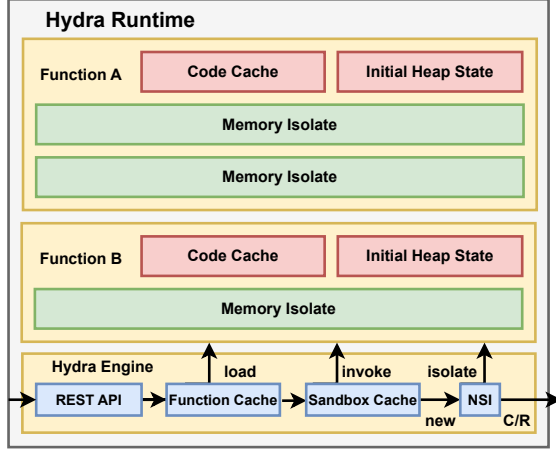 Hydra Runtime
Function A
Code Cache
Initial Heap State
Memory Isolate
Memory Isolate
Function B
Code Cache
Initial Heap State
Memory Isolate
Hydra Engine
load
invoke
isolate
REST API
Function Cache
Sandbox Cache
NSI
new
C/R